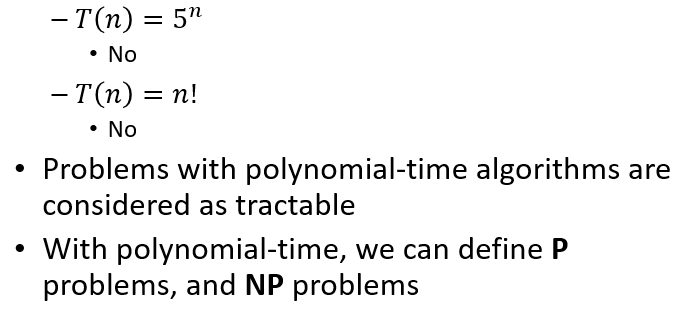 – T(n) = 5ⁿ
• No
– T(n) = n!
• No
• Problems with polynomial-time algorithms are
considered as tractable
• With polynomial-time, we can define P
problems, and NP problems